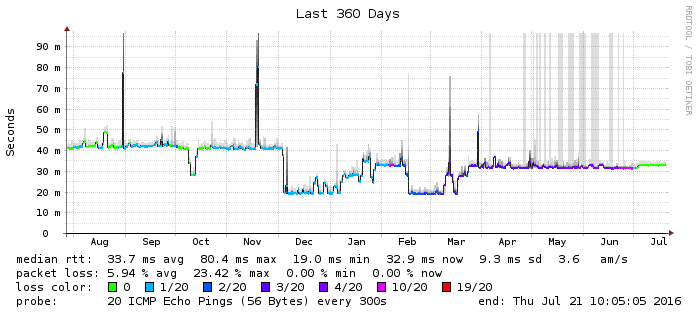 Last 360 Days
RRDTOOL / TOBI OETIKER
Seconds
90 m
80 m
70 m
60 m
50 m
40 m
30 m
20 m
10 m
0
Aug Sep Oct Nov Dec Jan Feb Mar Apr May Jun Jul
median rtt: 33.7 ms avg 80.4 ms max 19.0 ms min 32.9 ms now 9.3 ms sd 3.6 am/s
packet loss: 5.94 % avg 23.42 % max 0.00 % min 0.00 % now
loss color: 0 1/20 2/20 3/20 4/20 10/20 19/20
probe: 20 ICMP Echo Pings (56 Bytes) every 300s end: Thu Jul 21 10:05:05 2016